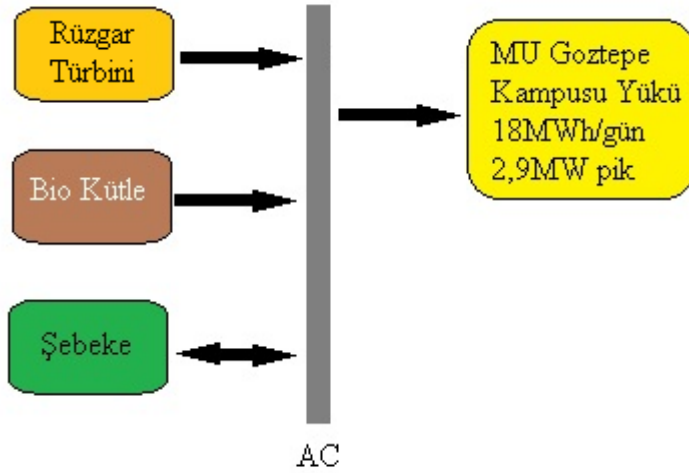 Rüzgar
Türbini
Bio Kütle
Şebeke
AC
MU Goztepe
Kampusu Yükü
18MWh/gün
2,9MW pik